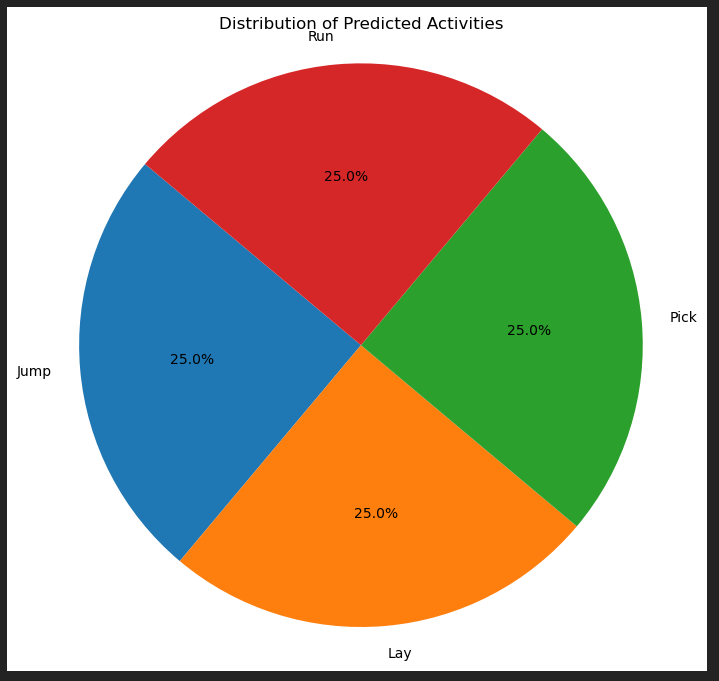 Distribution of Predicted Activities
Run
25.0%
25.0%
Pick
25.0%
Jump
25.0%
Lay